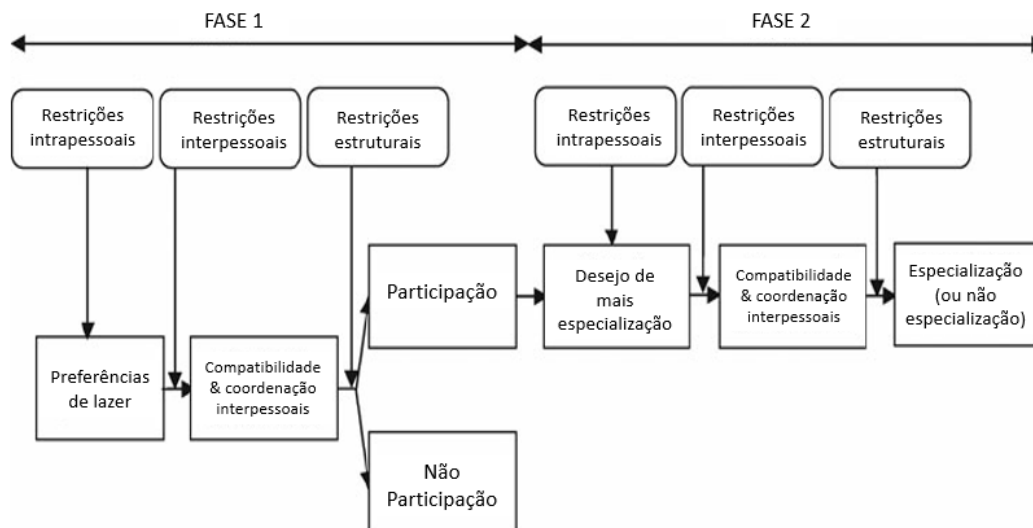 FASE 1
FASE 2
Restrições
intrapessoais
Restrições
interpessoais
Restrições
estruturais
Restrições
intrapessoais
Restrições
interpessoais
Restrições
estruturais
Participação
Desejo de
mais
especialização
Compatibilidade
& coordenação
interpessoais
Especialização
(ou não
especialização)
Preferências
de lazer
Compatibilidade
& coordenação
interpessoais
Não
Participação